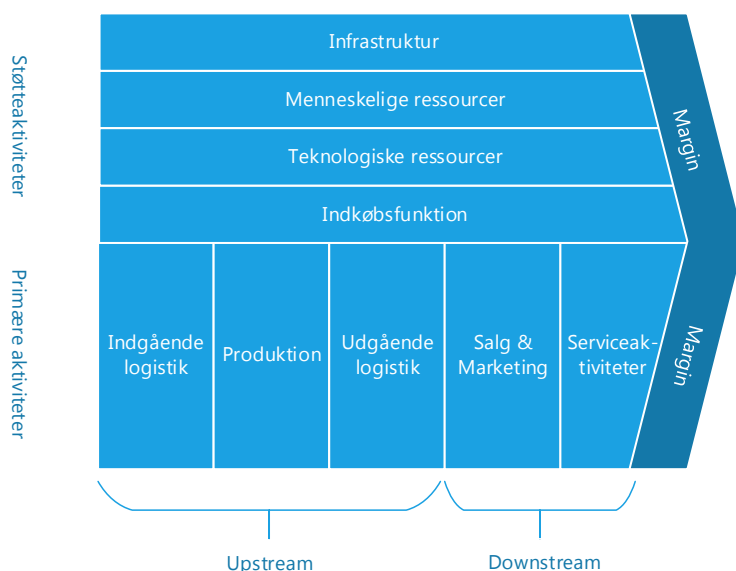 Støtteaktiviteter
Infrastruktur
Menneskelige ressourcer
Teknologiske ressourcer
Indkøbsfunktion
Margin
Primære aktiviteter
Indgående
logistik
Produktion
Udgående
logistik
Salg &
Marketing
Serviceak-
tiviteter
Margin
Upstream
Downstream